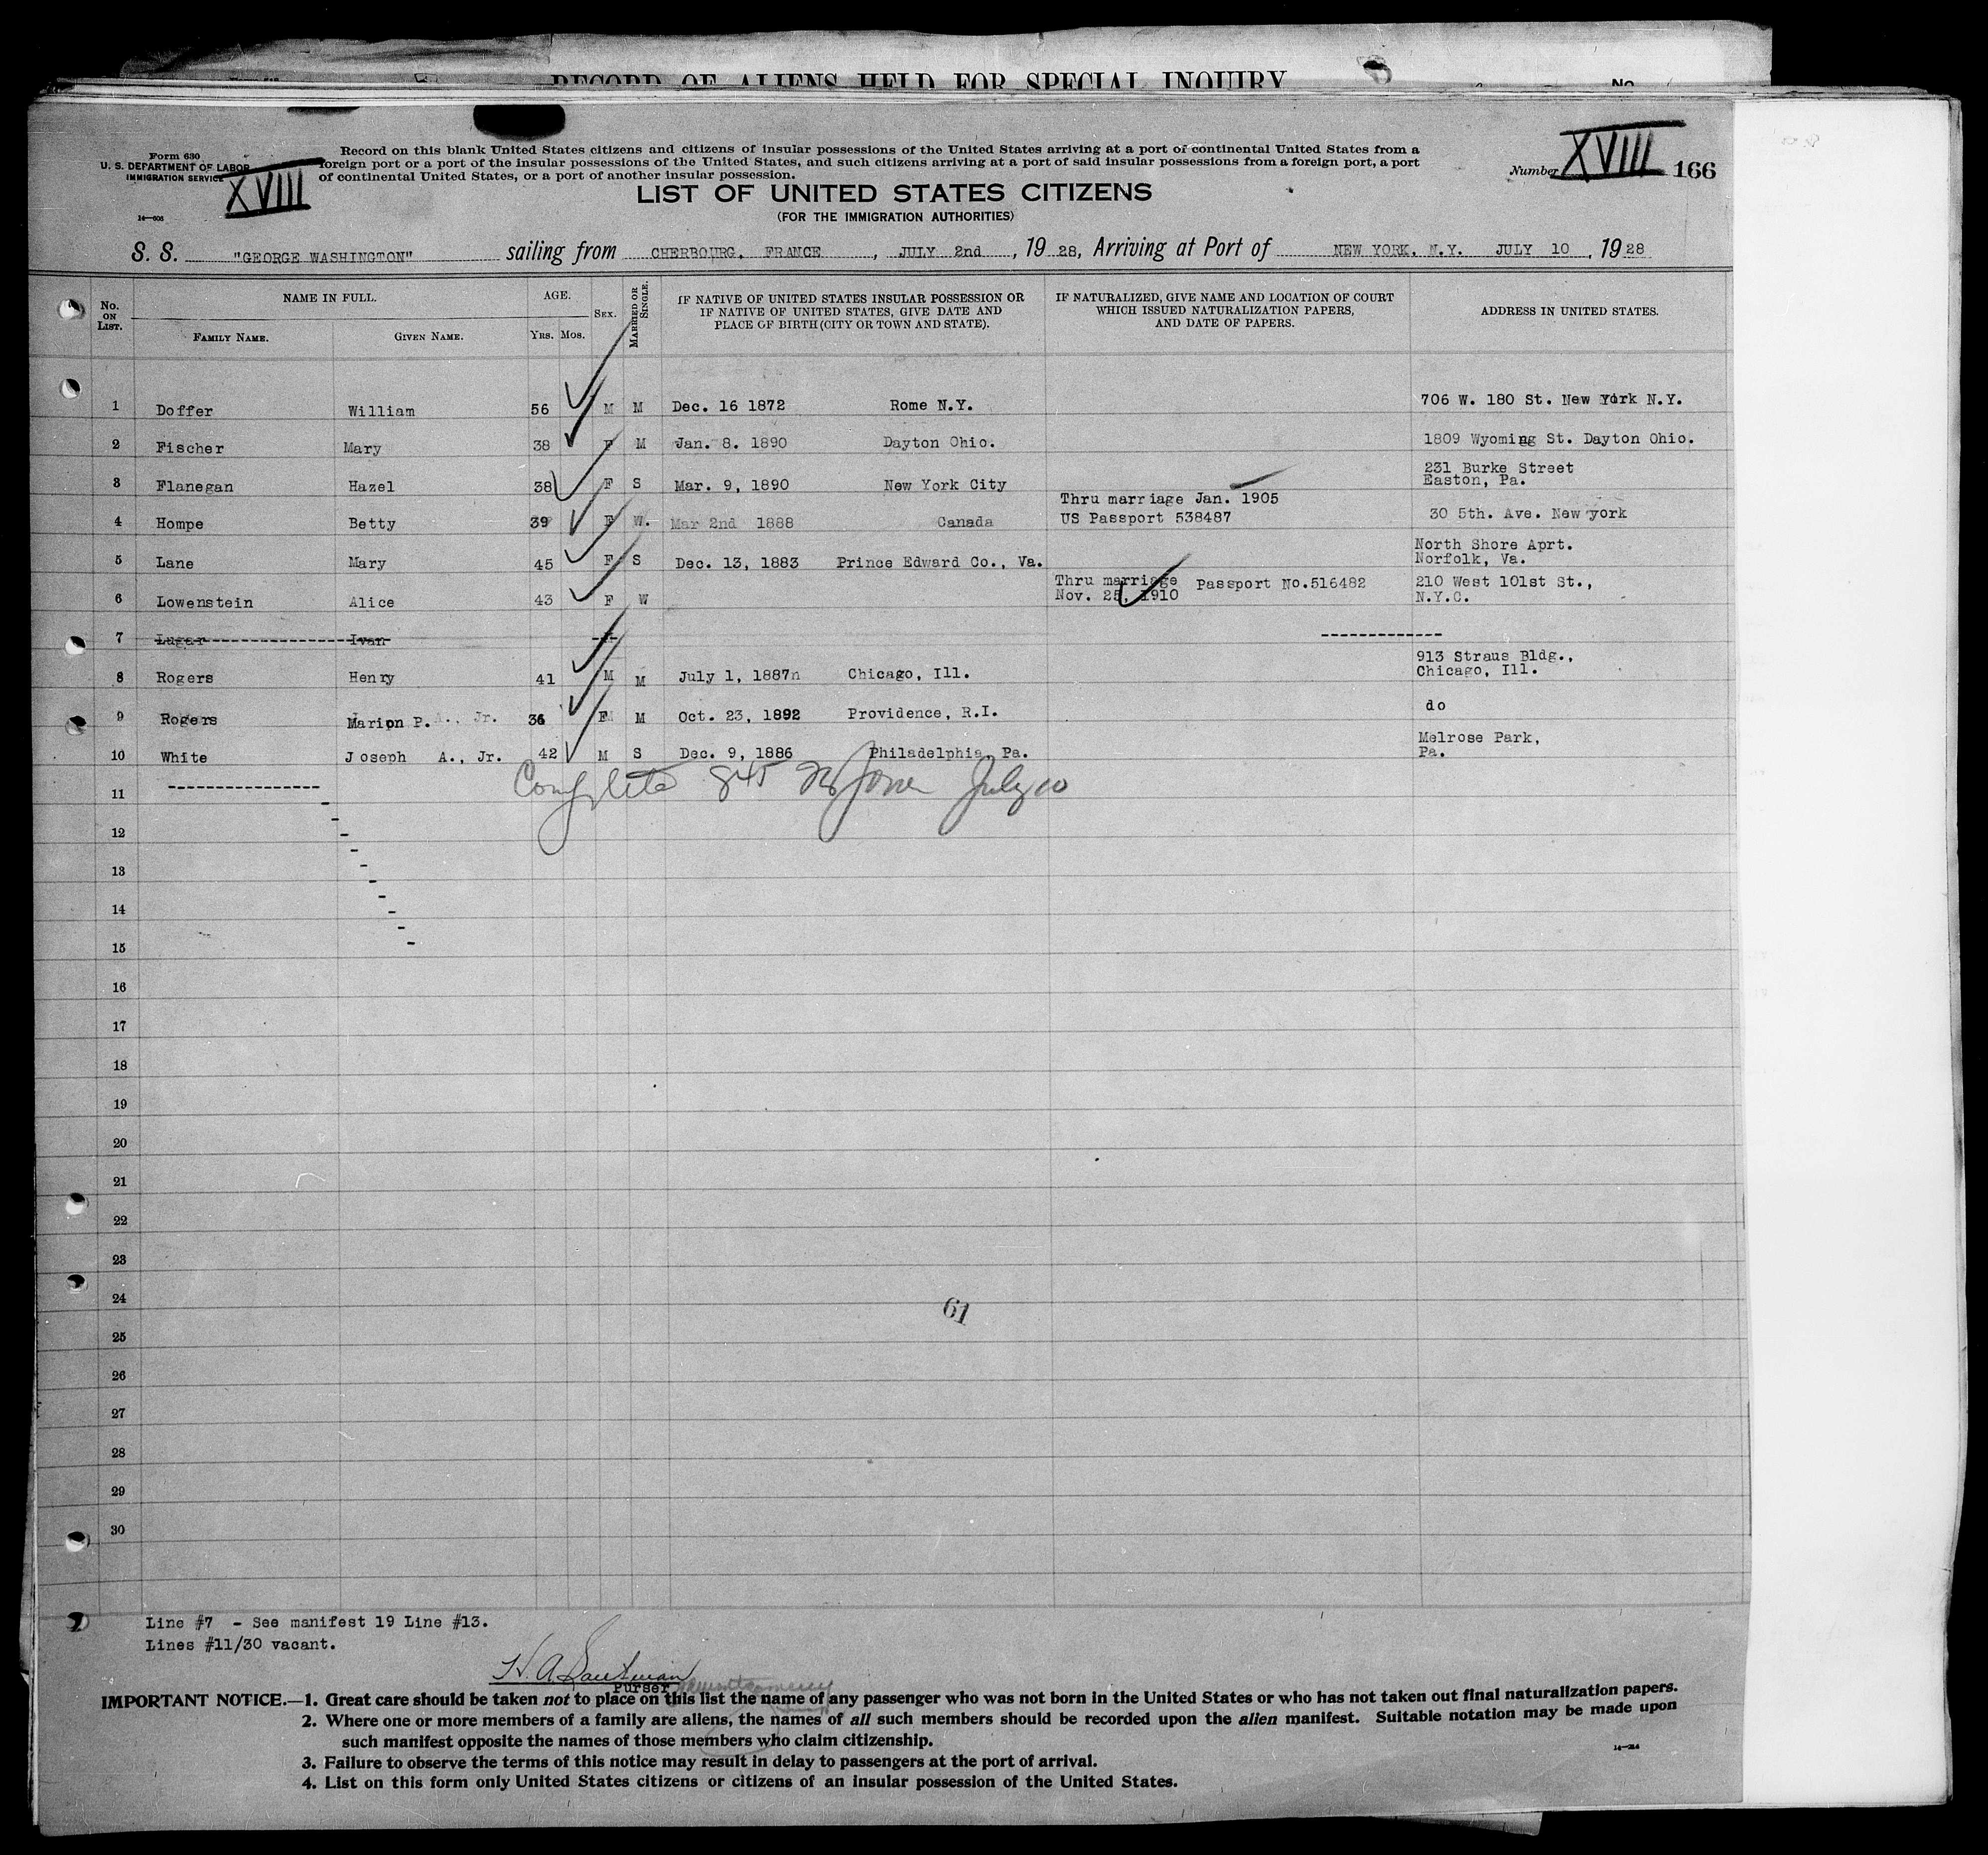 RECORD OF ALIENS HELD FOR SPECIAL INQUIRY
No.
Form 630
U. S. DEPARTMENT OF LABOR
IMMIGRATION SERVICE
XVIII
14—606
Record on this blank United States citizens and citizens of insular possessions of the United States arriving at a port of continental United States from a
foreign port or a port of the insular possessions of the United States, and such citizens arriving at a port of said insular possessions from a foreign port, a port
of continental United States, or a port of another insular possession.
Number XVIII 166
LIST OF UNITED STATES CITIZENS
(FOR THE IMMIGRATION AUTHORITIES)
S. S. "GEORGE WASHINGTON" sailing from CHERBOURG, FRANCE, JULY 2nd, 19 28, Arriving at Port of NEW YORK, N.Y. JULY 10, 19 28
No. ON LIST.
NAME IN FULL.
FAMILY NAME. GIVEN NAME.
AGE.
YRS. MOS.
SEX.
MARRIED OR SINGLE.
IF NATIVE OF UNITED STATES INSULAR POSSESSION OR
IF NATIVE OF UNITED STATES, GIVE DATE AND
PLACE OF BIRTH (CITY OR TOWN AND STATE).
IF NATURALIZED, GIVE NAME AND LOCATION OF COURT
WHICH ISSUED NATURALIZATION PAPERS,
AND DATE OF PAPERS.
ADDRESS IN UNITED STATES.
1 Doffer William 56 M M Dec. 16 1872 Rome N.Y. 706 W. 180 St. New York N.Y.
2 Fischer Mary 38 F M Jan. 8. 1890 Dayton Ohio. 1809 Wyoming St. Dayton Ohio.
3 Flanegan Hazel 38 F S Mar. 9, 1890 New York City 231 Burke Street
Easton, Pa.
Thru marriage Jan. 1905
4 Hompe Betty 39 F W. Mar 2nd 1888 Canada US Passport 538487 30 5th. Ave. New york
5 Lane Mary 45 F S Dec. 13, 1883 Prince Edward Co., Va. North Shore Aprt.
Norfolk, Va.
6 Lowenstein Alice 43 F W Thru marriage Passport No.516482
Nov. 25, 1910
210 West 101st St.,
N.Y.C.
7 Lugar Ivan M
8 Rogers Henry 41 M M July 1, 1887n Chicago, Ill. 913 Straus Bldg.,
Chicago, Ill.
9 Rogers Marion P. Jr. 36 F M Oct. 23, 1892 Providence, R.I. do
10 White Joseph A., Jr. 42 M S Dec. 9, 1886 Philadelphia, Pa. Melrose Park,
Pa.
Complete 845 July 10
11
12
13
14
15
16
17
18
19
20
21
22
23
24
61
25
26
27
28
29
30
Line #7 - See manifest 19 Line #13.
Lines #11/30 vacant.
H. A.
Purser
IMPORTANT NOTICE.—1. Great care should be taken not to place on this list the name of any passenger who was not born in the United States or who has not taken out final naturalization papers.
2. Where one or more members of a family are aliens, the names of all such members should be recorded upon the alien manifest. Suitable notation may be made upon
such manifest opposite the names of those members who claim citizenship.
3. Failure to observe the terms of this notice may result in delay to passengers at the port of arrival.
4. List on this form only United States citizens or citizens of an insular possession of the United States.